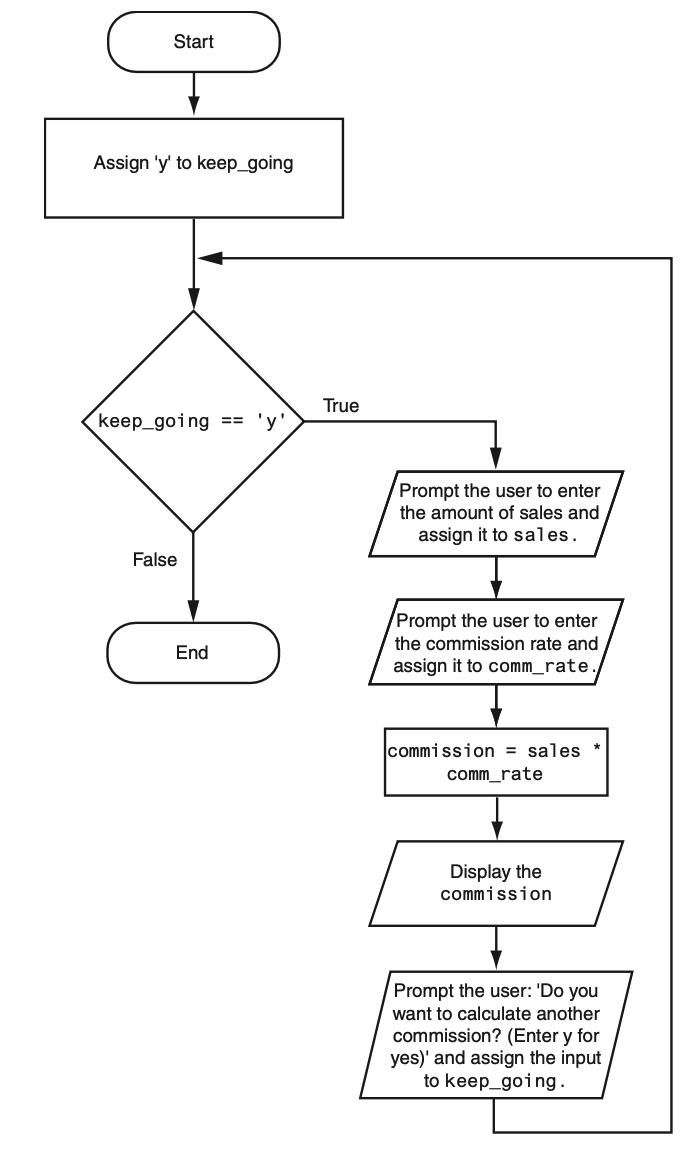 Start
Assign 'y' to keep_going
keep_going == 'y'
True
False
End
Prompt the user to enter
the amount of sales and
assign it to sales.
Prompt the user to enter
the commission rate and
assign it to comm_rate.
commission = sales *
comm_rate
Display the
commission
Prompt the user: 'Do you
want to calculate another
commission? (Enter y for
yes)' and assign the input
to keep_going.